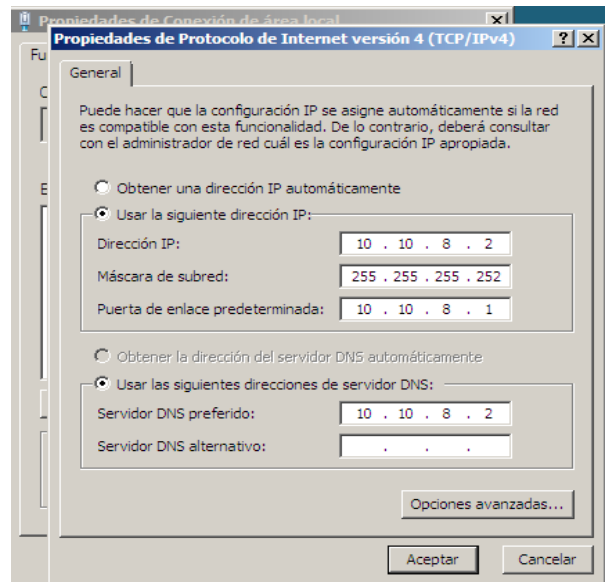 Propiedades de Conexión de área local
Propiedades de Protocolo de Internet versión 4 (TCP/IPv4)
Fu
General
C
Puede hacer que la configuración IP se asigne automáticamente si la red
es compatible con esta funcionalidad. De lo contrario, deberá consultar
con el administrador de red cuál es la configuración IP apropiada.
E
Obtener una dirección IP automáticamente
Usar la siguiente dirección IP:
Dirección IP: 10 . 10 . 8 . 2
Máscara de subred: 255 . 255 . 255 . 252
Puerta de enlace predeterminada: 10 . 10 . 8 . 1
Obtener la dirección del servidor DNS automáticamente
Usar las siguientes direcciones de servidor DNS:
Servidor DNS preferido: 10 . 10 . 8 . 2
Servidor DNS alternativo: . . .
Opciones avanzadas...
Aceptar Cancelar